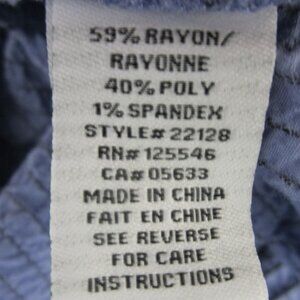 59% RAYON/
RAYONNE
40% POLY
1% SPANDEX
STYLE# 22128
RN# 125546
CA# 05633
MADE IN CHINA
FAIT EN CHINE
SEE REVERSE
FOR CARE
INSTRUCTIONS